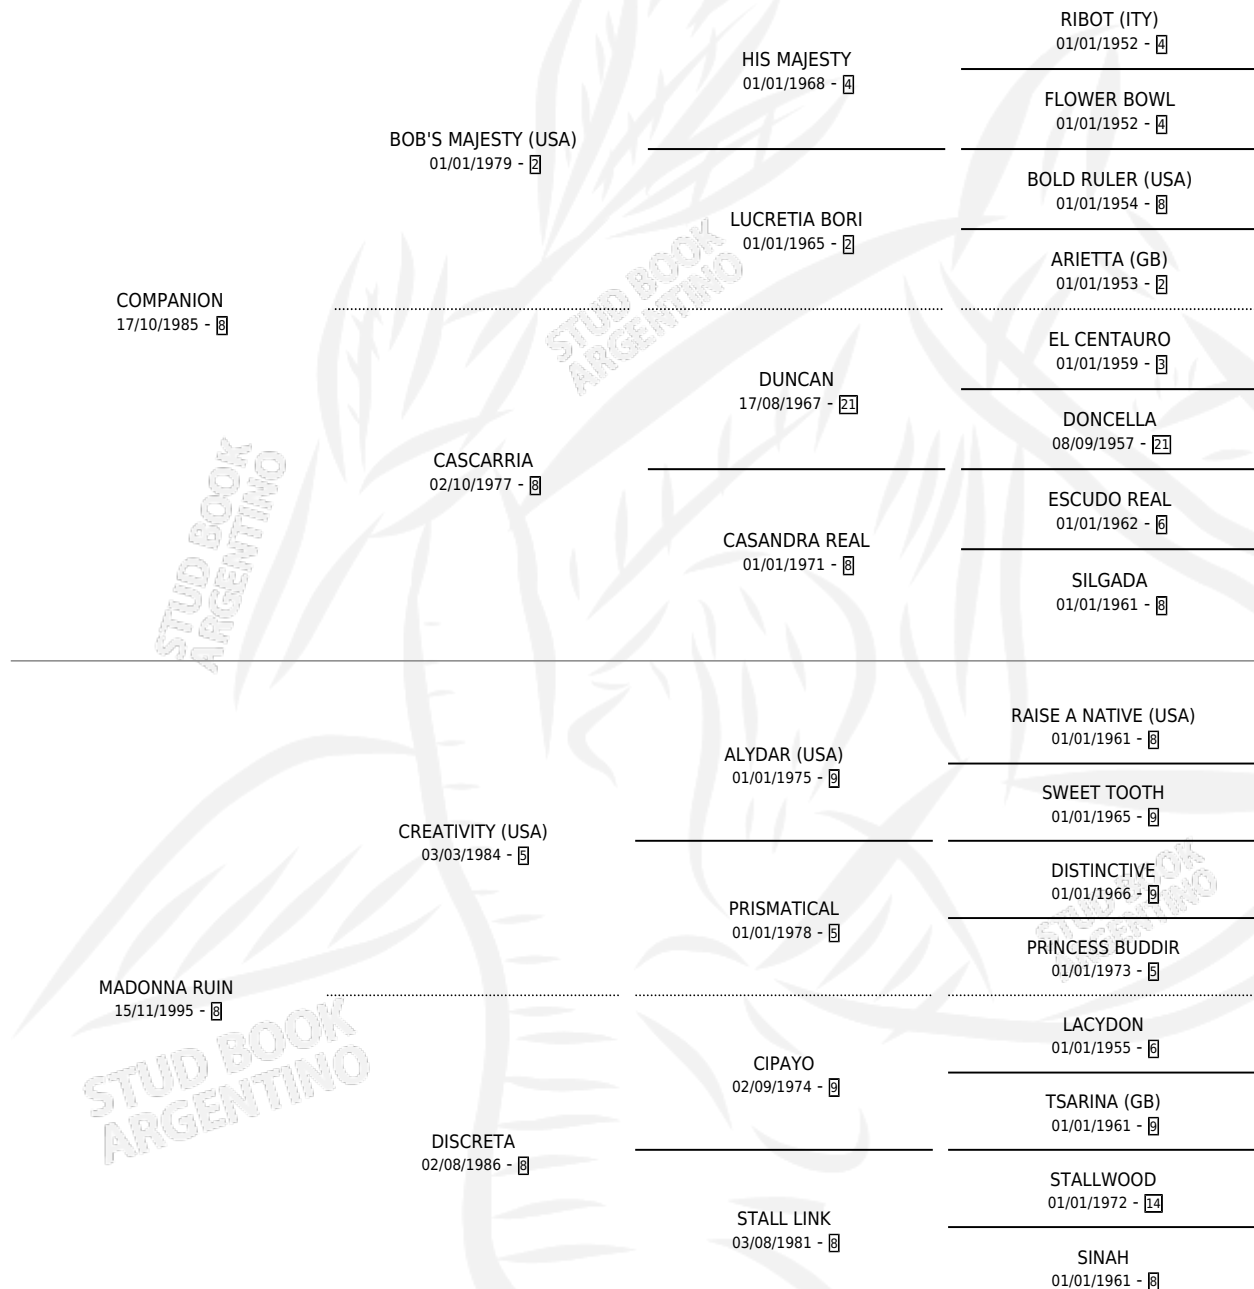 RIBOT (ITY)
01/01/1952 - 4
HIS MAJESTY
01/01/1968 - 4
FLOWER BOWL
01/01/1952 - 4
BOB'S MAJESTY (USA)
01/01/1979 - 2
BOLD RULER (USA)
01/01/1954 - 8
LUCRETIA BORI
01/01/1965 - 2
ARIETTA (GB)
01/01/1953 - 2
COMPANION
17/10/1985 - 8
EL CENTAURO
01/01/1959 - 3
DUNCAN
17/08/1967 - 21
DONCELLA
08/09/1957 - 21
CASCARRIA
02/10/1977 - 8
ESCUDO REAL
01/01/1962 - 6
CASANDRA REAL
01/01/1971 - 8
SILGADA
01/01/1961 - 8
RAISE A NATIVE (USA)
01/01/1961 - 8
ALYDAR (USA)
01/01/1975 - 9
SWEET TOOTH
01/01/1965 - 9
CREATIVITY (USA)
03/03/1984 - 5
DISTINCTIVE
01/01/1966 - 9
PRISMATICAL
01/01/1978 - 5
PRINCESS BUDDIR
01/01/1973 - 5
MADONNA RUIN
15/11/1995 - 8
LACYDON
01/01/1955 - 6
CIPAYO
02/09/1974 - 9
TSARINA (GB)
01/01/1961 - 9
DISCRETA
02/08/1986 - 8
STALLWOOD
01/01/1972 - 14
STALL LINK
03/08/1981 - 8
SINAH
01/01/1961 - 8
STUD BOOK
ARGENTINO
STUD BOOK
ARGENTINO
STUD BOOK
ARGENTINO
STUD BOOK
ARGENTINO